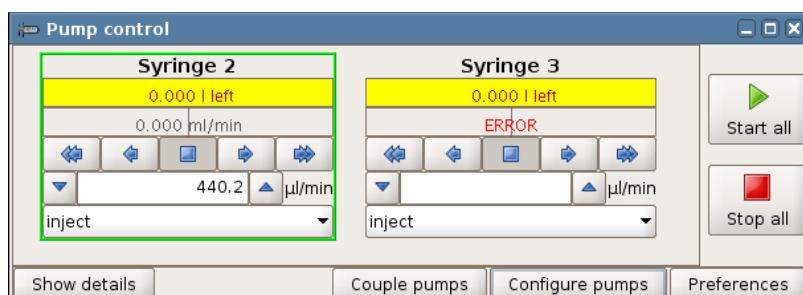 Pump control
Syringe 2
0.000 l left
0.000 ml/min
440.2 µl/min
inject
Syringe 3
0.000 l left
ERROR
µl/min
inject
Start all
Stop all
Show details
Couple pumps
Configure pumps
Preferences